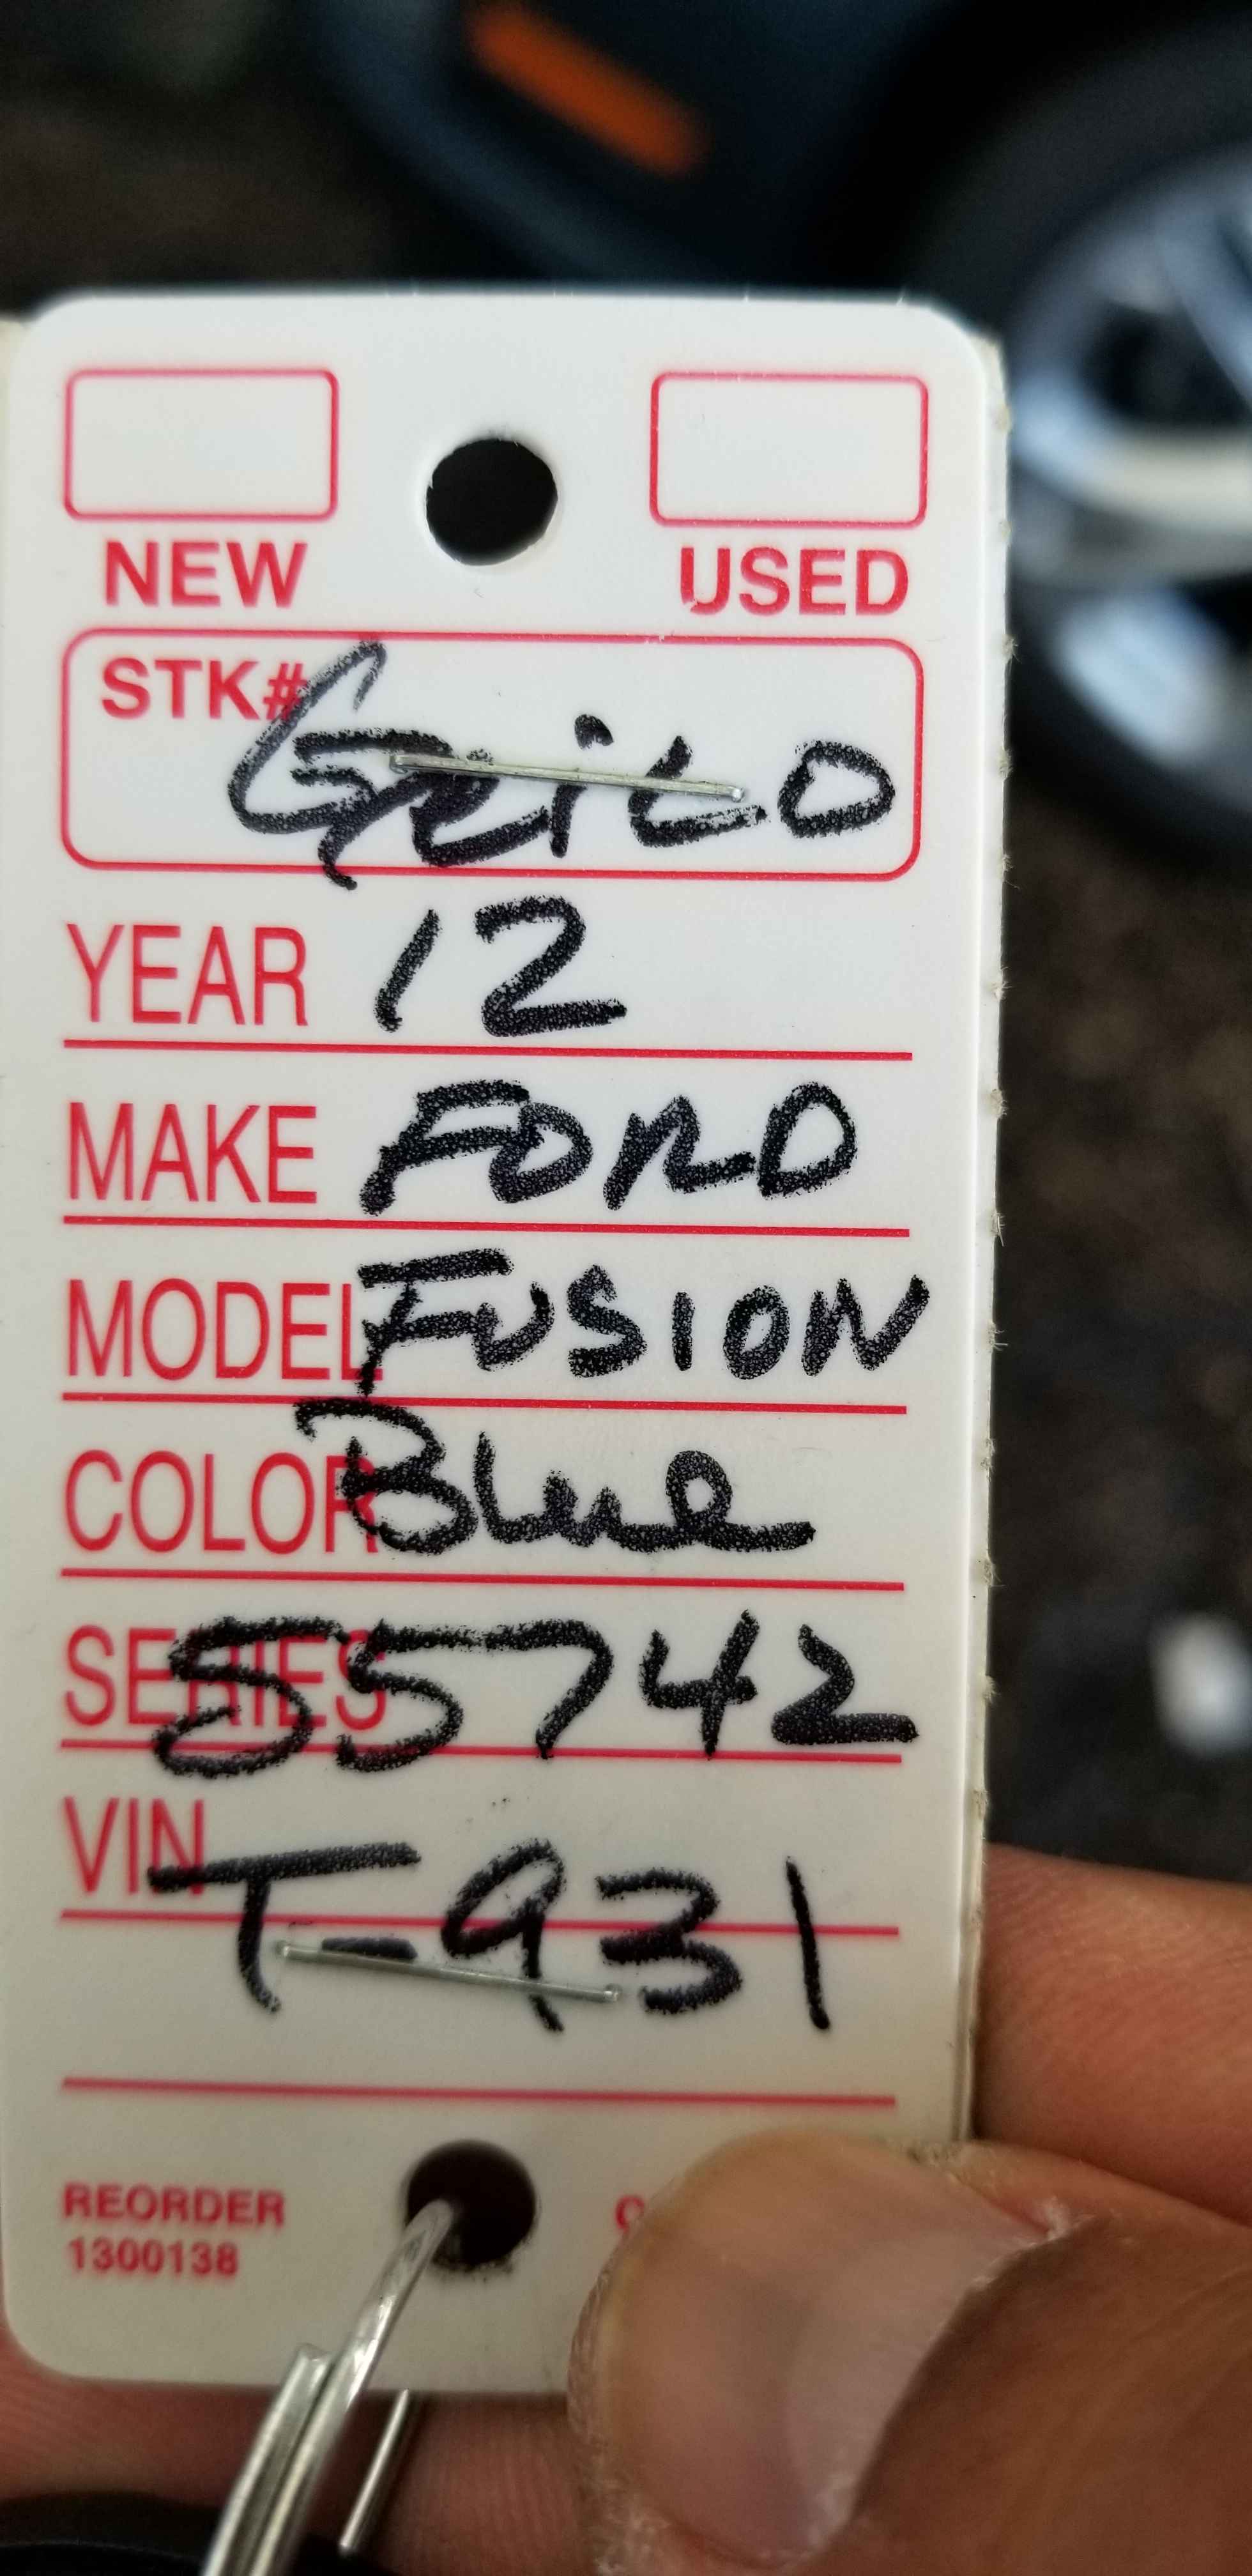 NEW USED
STK# GEiCO
YEAR 12
MAKE FORD
MODEL FUSION
COLOR Blue
SERIES 55742
VIN T-931
REORDER
1300138